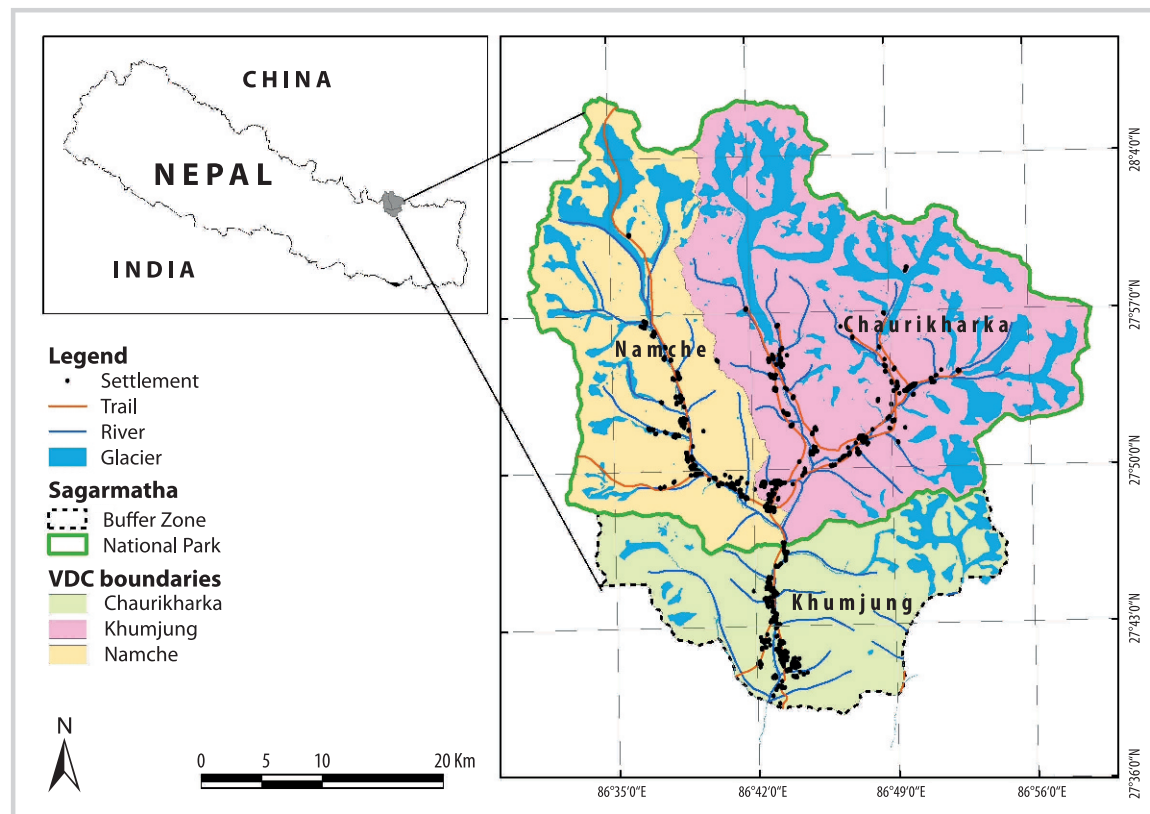 CHINA
NEPAL
INDIA
Legend
Settlement
Trail
River
Glacier
Sagarmatha
Buffer Zone
National Park
VDC boundaries
Chaurikharka
Khumjung
Namche
N
0 5 10 20 Km
Namche
Chaurikharka
Khumjung
28°4'0"N
27°57'0"N
27°50'0"N
27°43'0"N
27°36'0"N
86°35'0"E 86°42'0"E 86°49'0"E 86°56'0"E